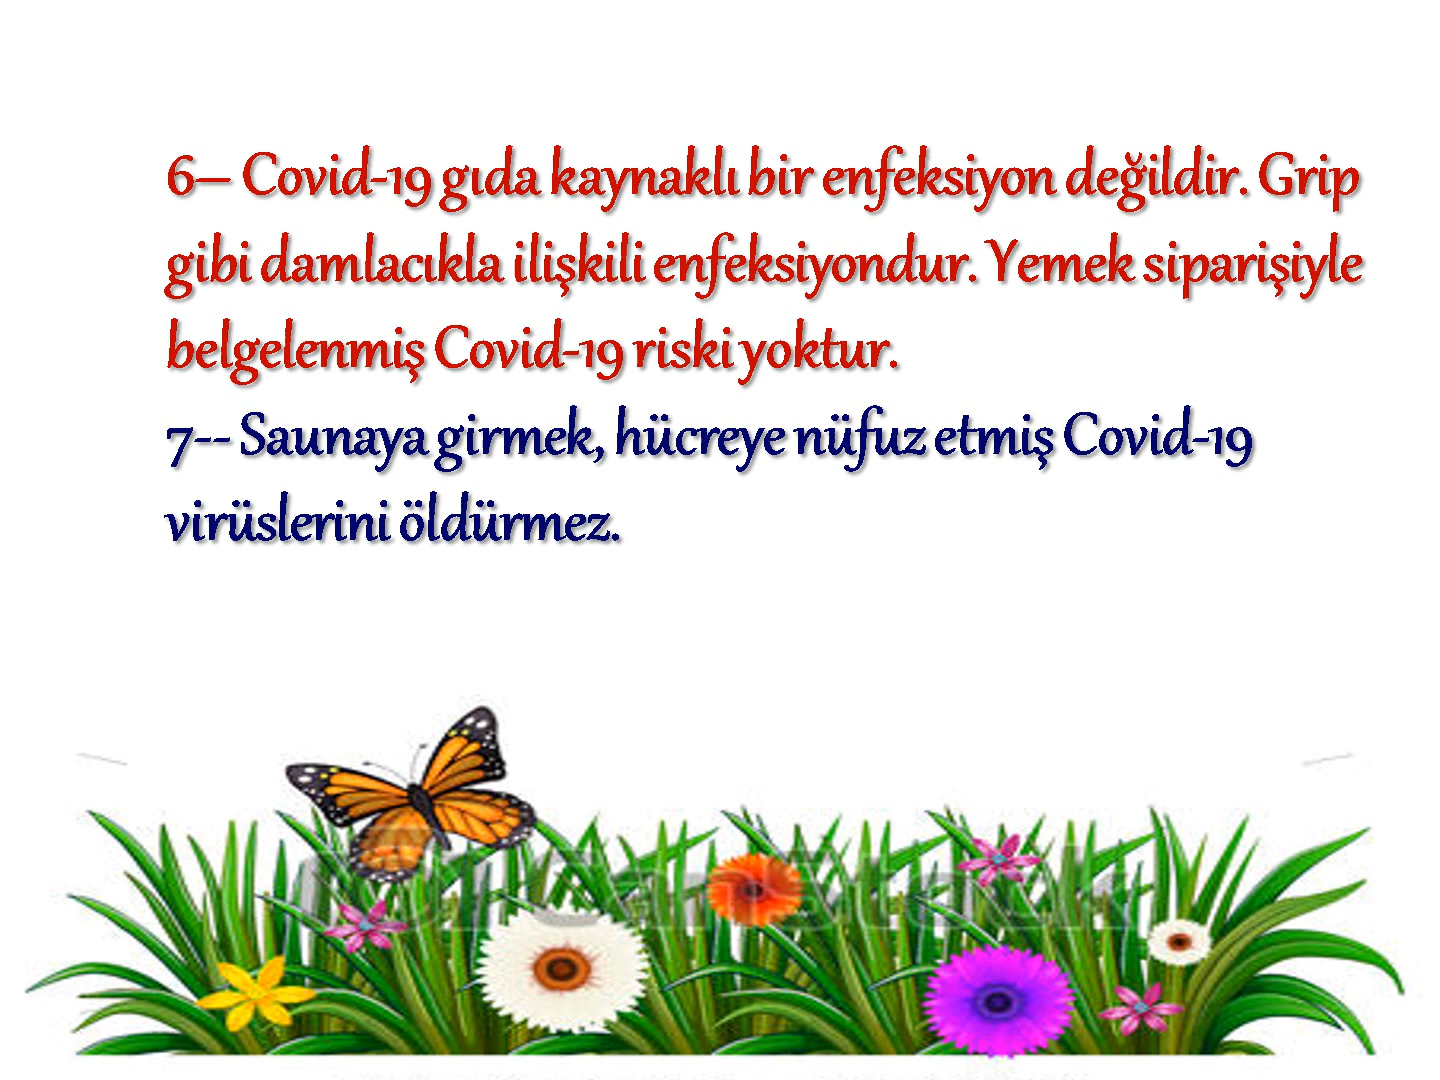 6– Covid-19 gıda kaynaklı bir enfeksiyon değildir. Grip
gibi damlacıkla ilişkili enfeksiyondur. Yemek siparişiyle
belgelenmiş Covid-19 riski yoktur.
7-- Saunaya girmek, hücreye nüfuz etmiş Covid-19
virüslerini öldürmez.
CanStock